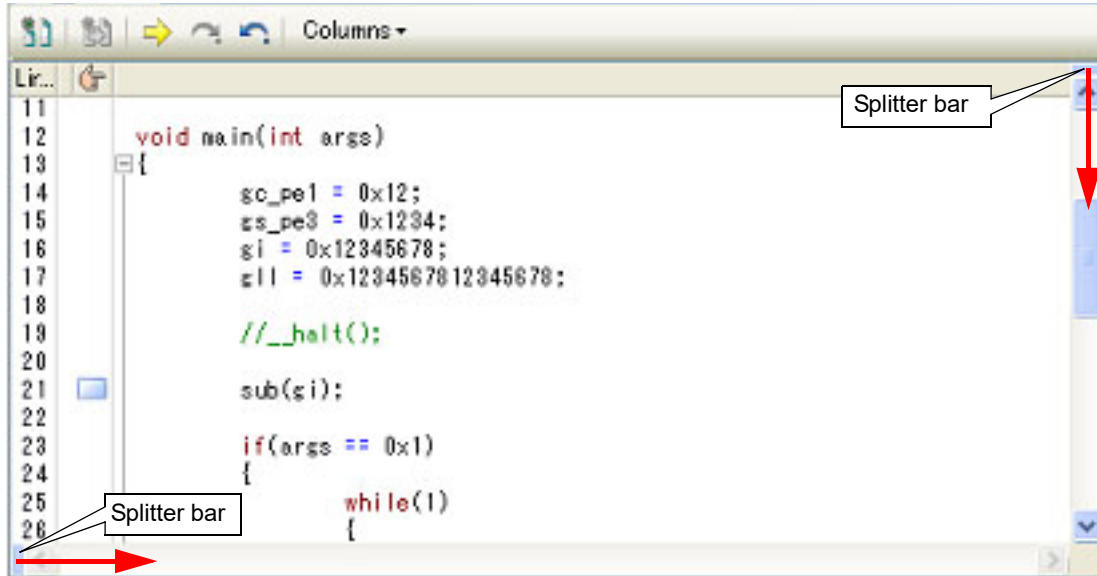 Columns
Lir...
Splitter bar
11
12 void main(int args)
13 {
14 gc_pe1 = 0x12;
15 gs_pe3 = 0x1234;
16 gi = 0x12345678;
17 gll = 0x1234567812345678;
18
19 //__halt();
20
21 sub(gi);
22
23 if(args == 0x1)
24 {
25 while(1)
Splitter bar
26 {